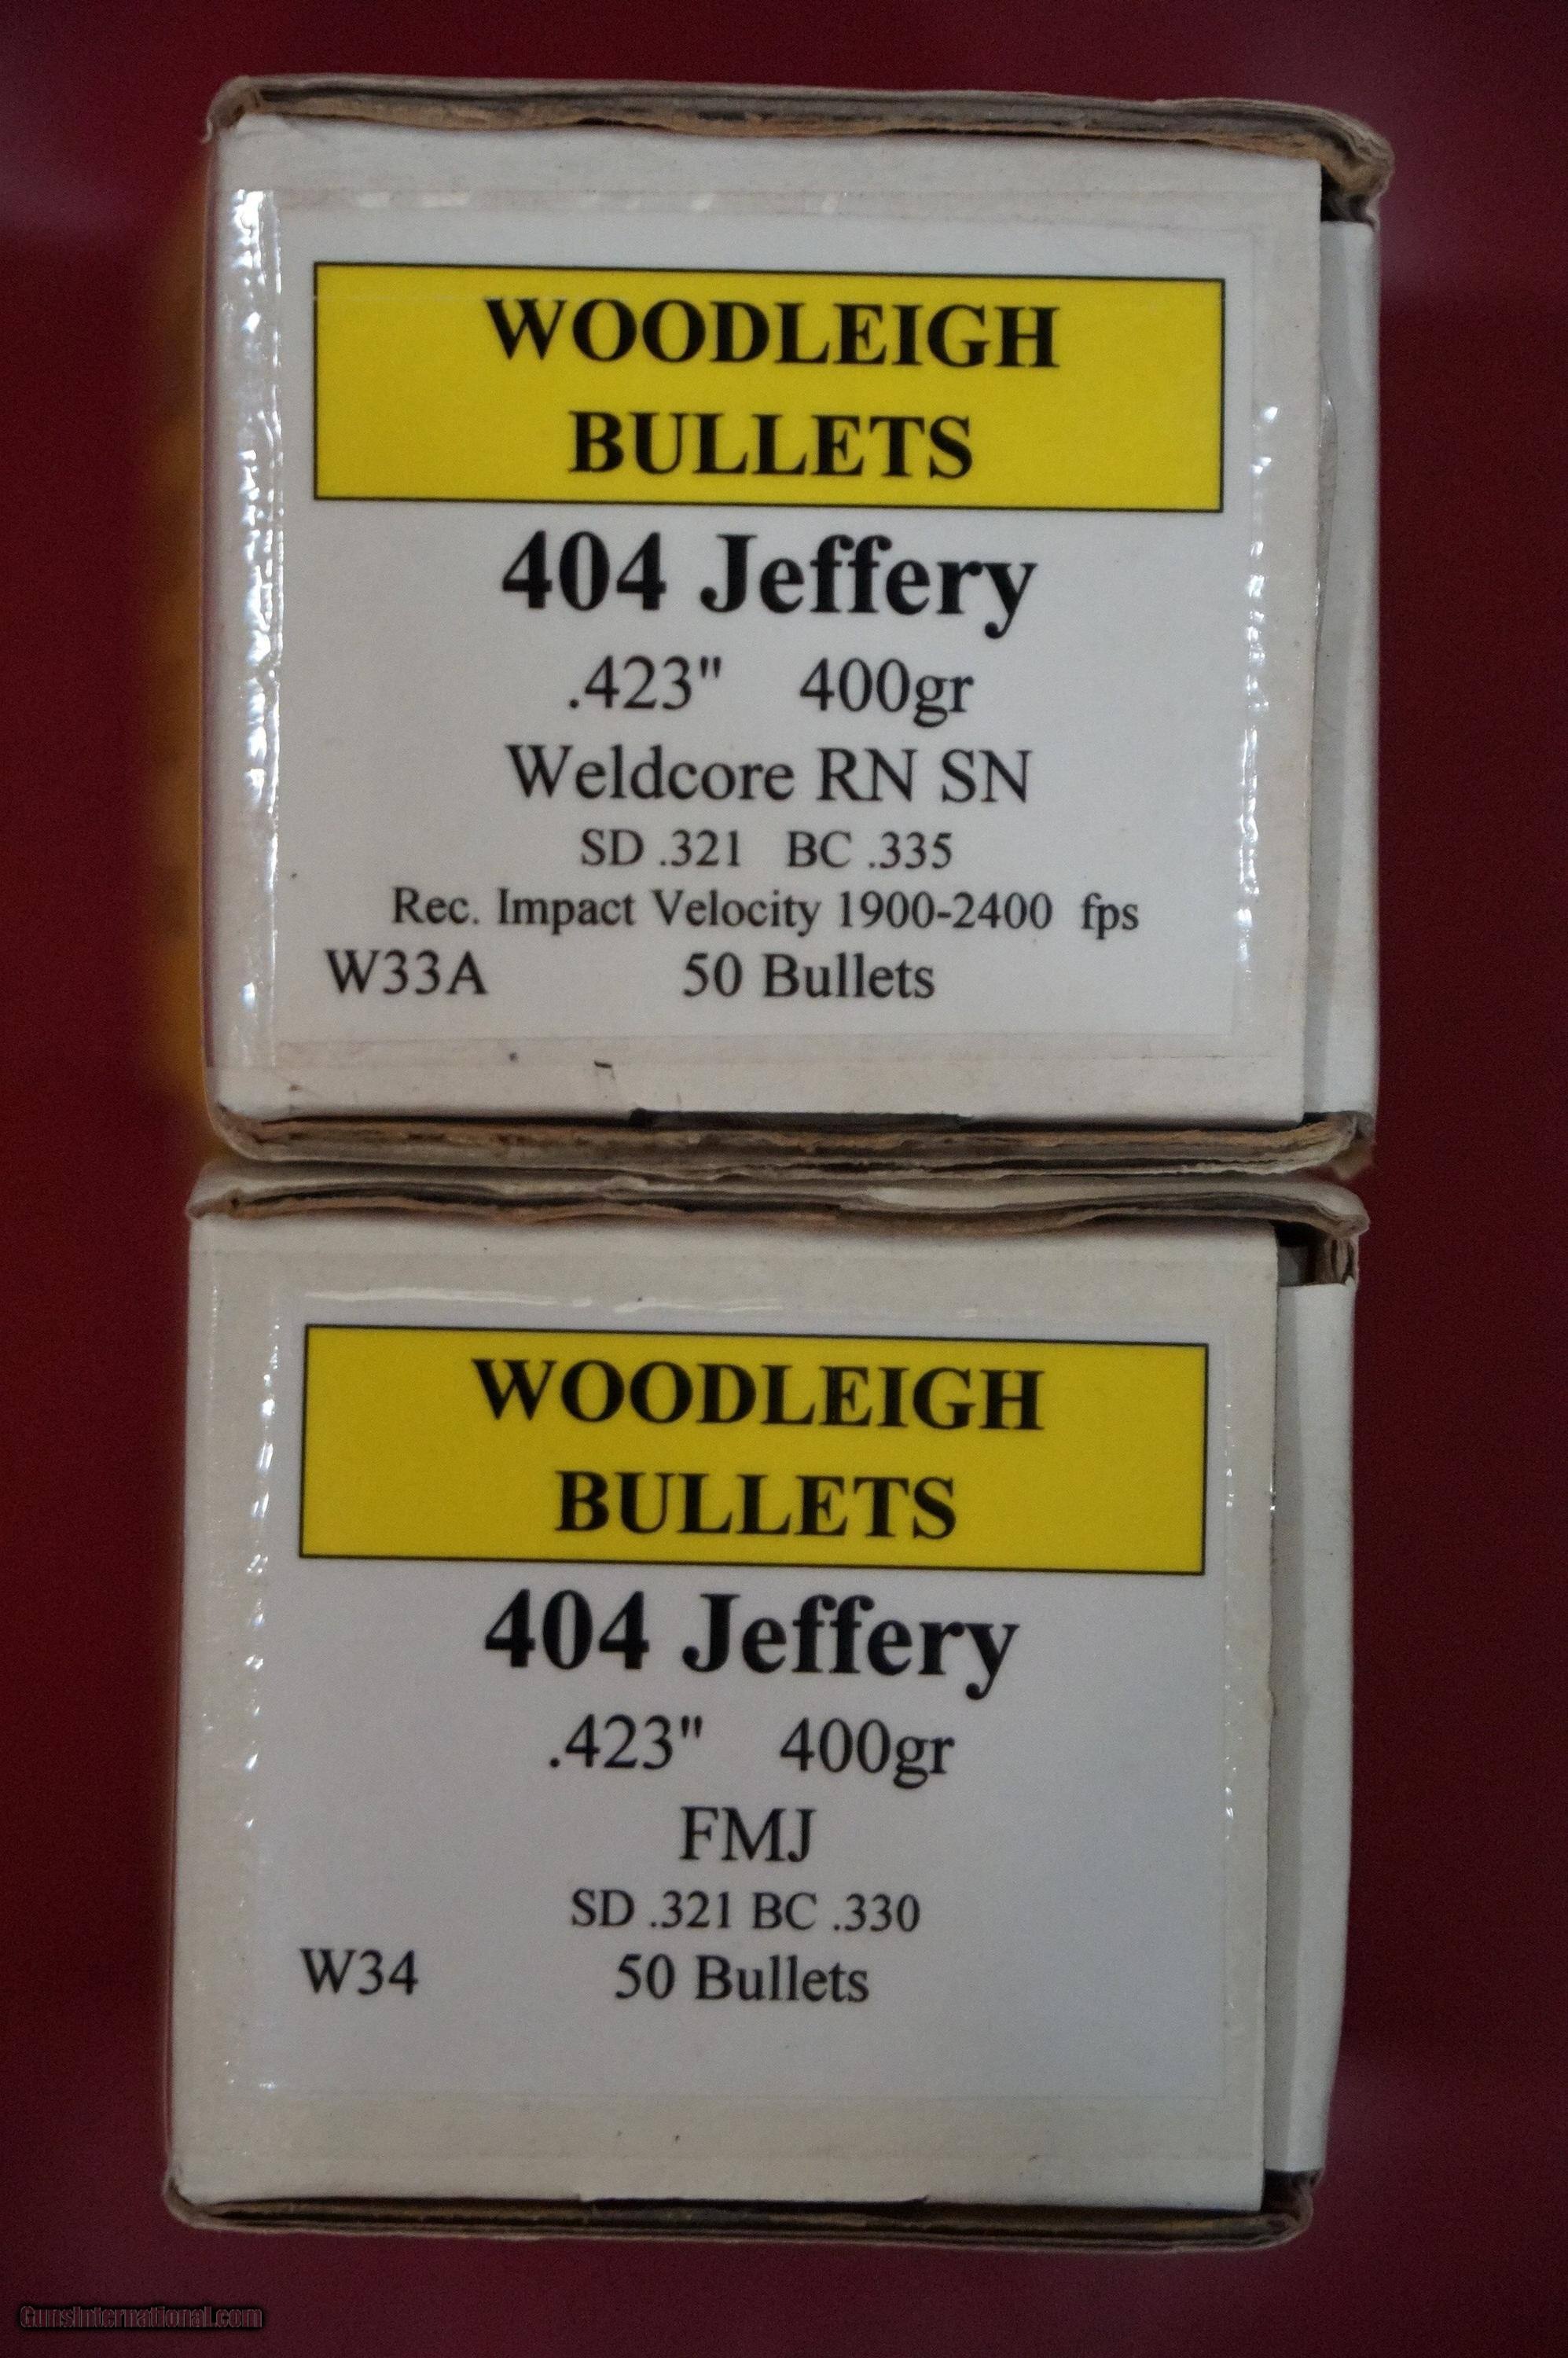 WOODLEIGH
BULLETS
404 Jeffery
.423" 400gr
Weldcore RN SN
SD .321 BC .335
Rec. Impact Velocity 1900-2400 fps
W33A 50 Bullets
WOODLEIGH
BULLETS
404 Jeffery
.423" 400gr
FMJ
SD .321 BC .330
W34 50 Bullets
GunsInternational.com